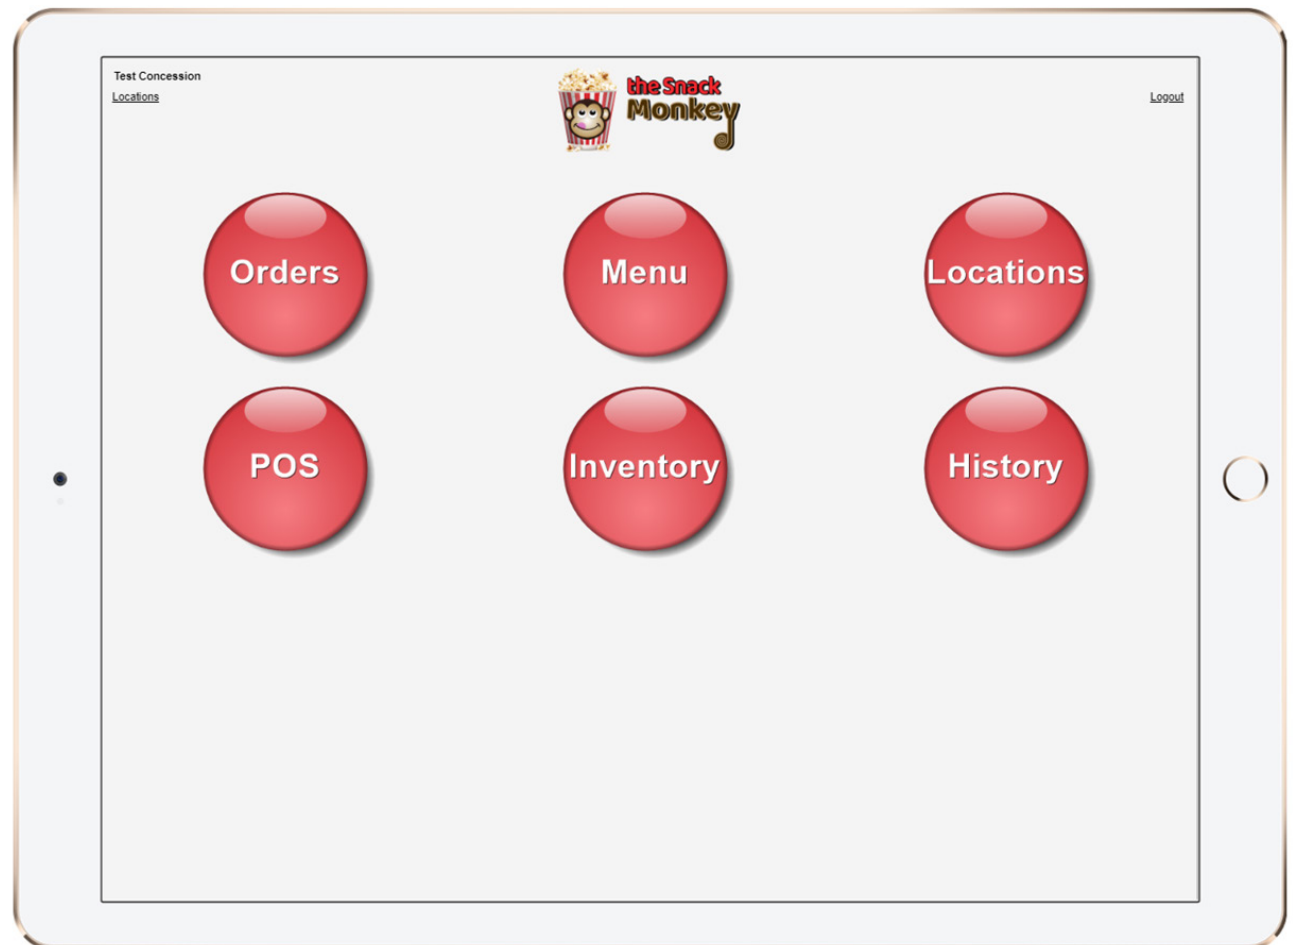 Test Concession
Locations
the Snack
Monkey
Logout
Orders
Menu
Locations
POS
Inventory
History